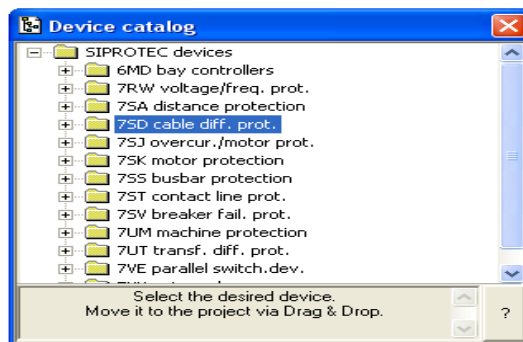 Device catalog
SIPROTEC devices
6MD bay controllers
7RW voltage/freq. prot.
7SA distance protection
7SD cable diff. prot.
7SJ overcur./motor prot.
7SK motor protection
7SS busbar protection
7ST contact line prot.
7SV breaker fail. prot.
7UM machine protection
7UT transf. diff. prot.
7VE parallel switch.dev.
Select the desired device.
Move it to the project via Drag & Drop.
?